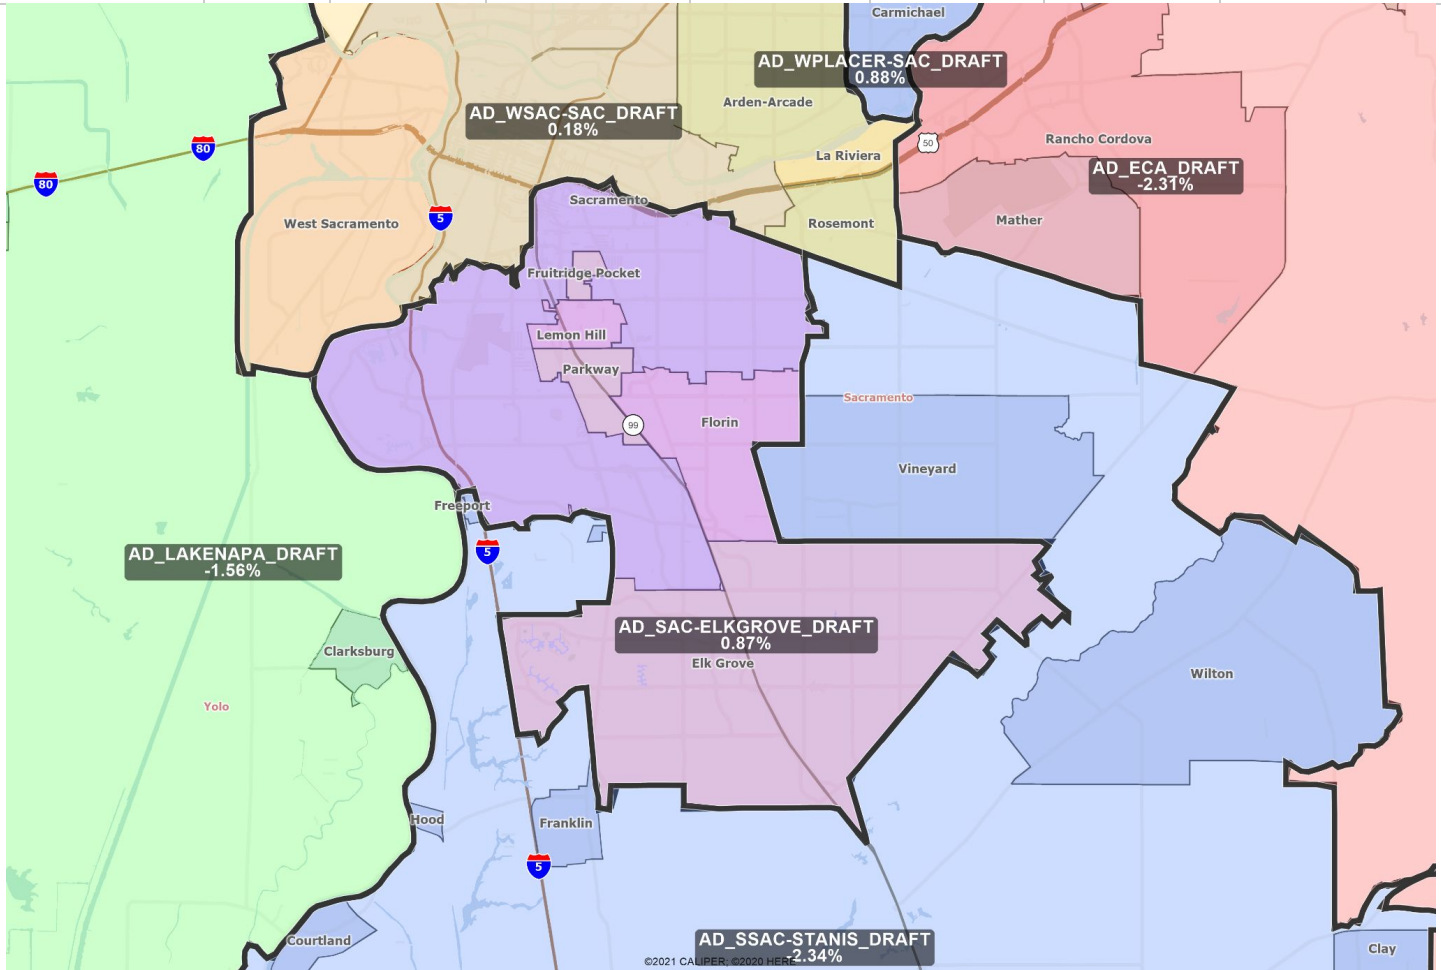 Carmichael
AD_WPLACER-SAC_DRAFT
0.88%
Arden-Arcade
AD_WSAC-SAC_DRAFT
0.18%
50
Rancho Cordova
80
La Riviera
AD_ECA_DRAFT
-2.31%
80
Sacramento
5
West Sacramento
Rosemont
Mather
Fruitridge Pocket
Lemon Hill
Parkway
Sacramento
99
Florin
Vineyard
Freeport
5
AD_LAKENAPA_DRAFT
-1.56%
AD_SAC-ELKGROVE_DRAFT
0.87%
Clarksburg
Elk Grove
Wilton
Yolo
Hood
Franklin
5
Courtland
AD_SSAC-STANIS_DRAFT
-2.34%
Clay
©2021 CALIPER; ©2020 HERE